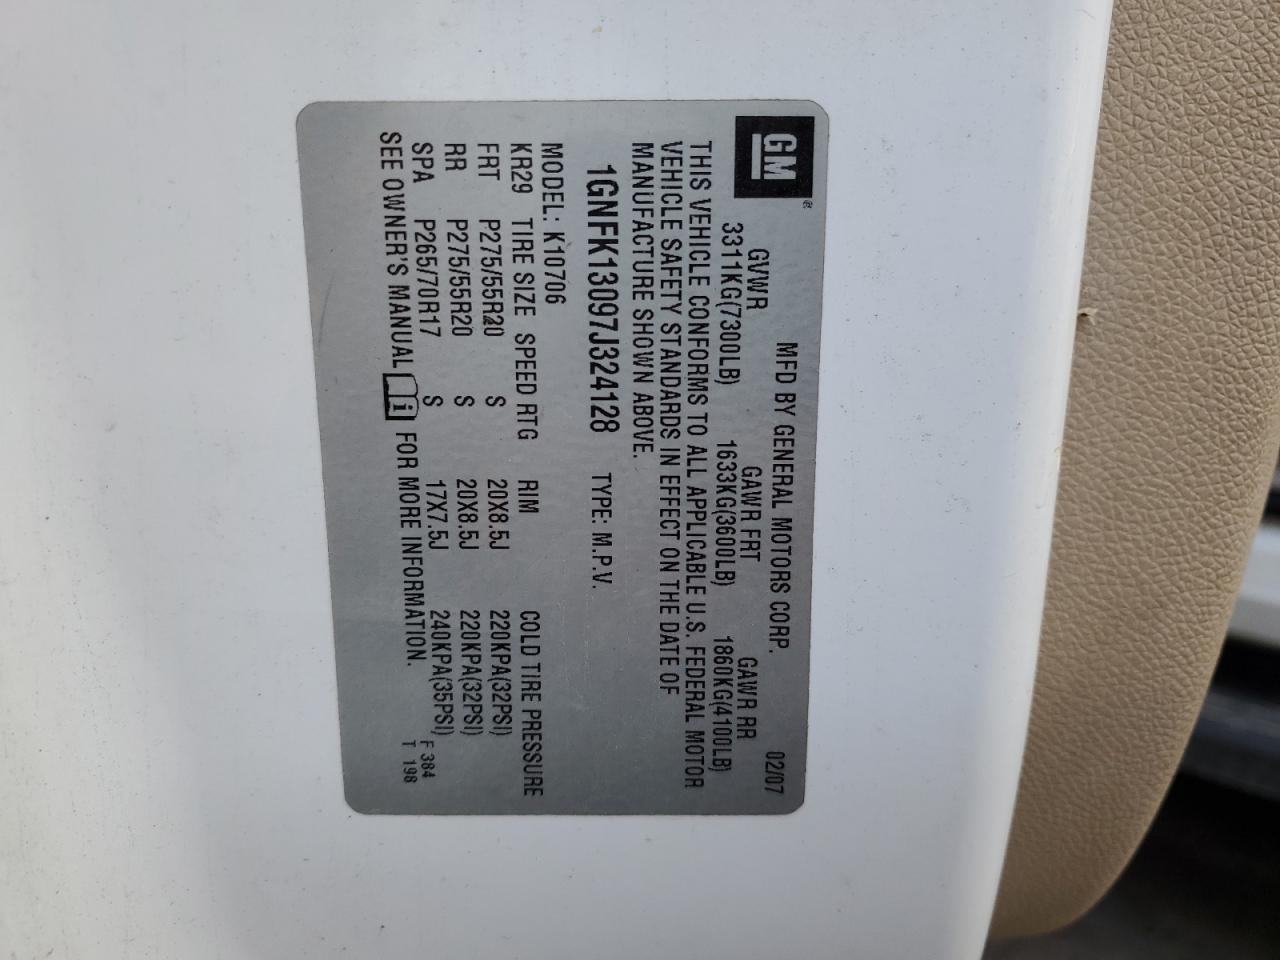 GM®
MFD BY GENERAL MOTORS CORP. 02/07
GVWR GAWR FRT GAWR RR
3311KG(7300LB) 1633KG(3600LB) 1860KG(4100LB)
THIS VEHICLE CONFORMS TO ALL APPLICABLE U.S. FEDERAL MOTOR
VEHICLE SAFETY STANDARDS IN EFFECT ON THE DATE OF
MANUFACTURE SHOWN ABOVE.
1GNFK13097J324128 TYPE: M.P.V.
MODEL: K10706
KR29 TIRE SIZE SPEED RTG RIM COLD TIRE PRESSURE
FRT P275/55R20 S 20X8.5J 220KPA(32PSI)
RR P275/55R20 S 20X8.5J 220KPA(32PSI)
SPA P265/70R17 S 17X7.5J 240KPA(35PSI) F 384
SEE OWNER'S MANUAL i FOR MORE INFORMATION. T 198